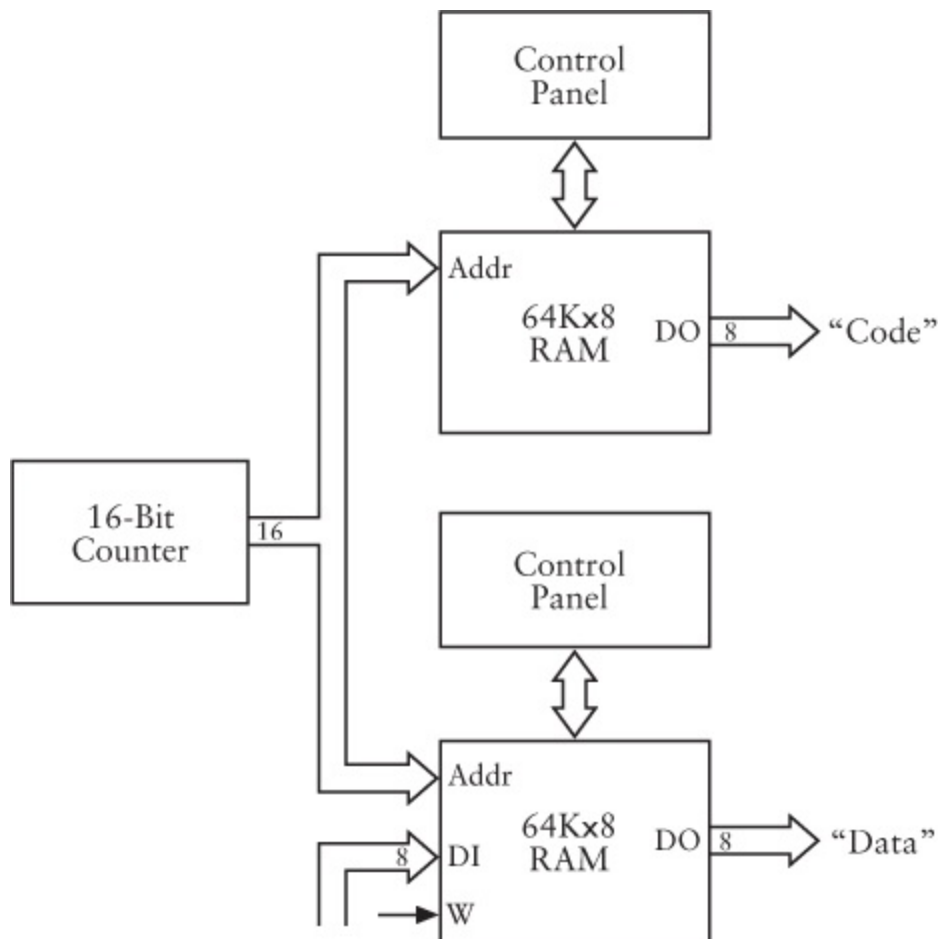 Control
Panel
Addr
64Kx8
RAM
DO
8
“Code”
16-Bit
Counter
16
Control
Panel
Addr
64Kx8
RAM
DO
8
“Data”
8
DI
W